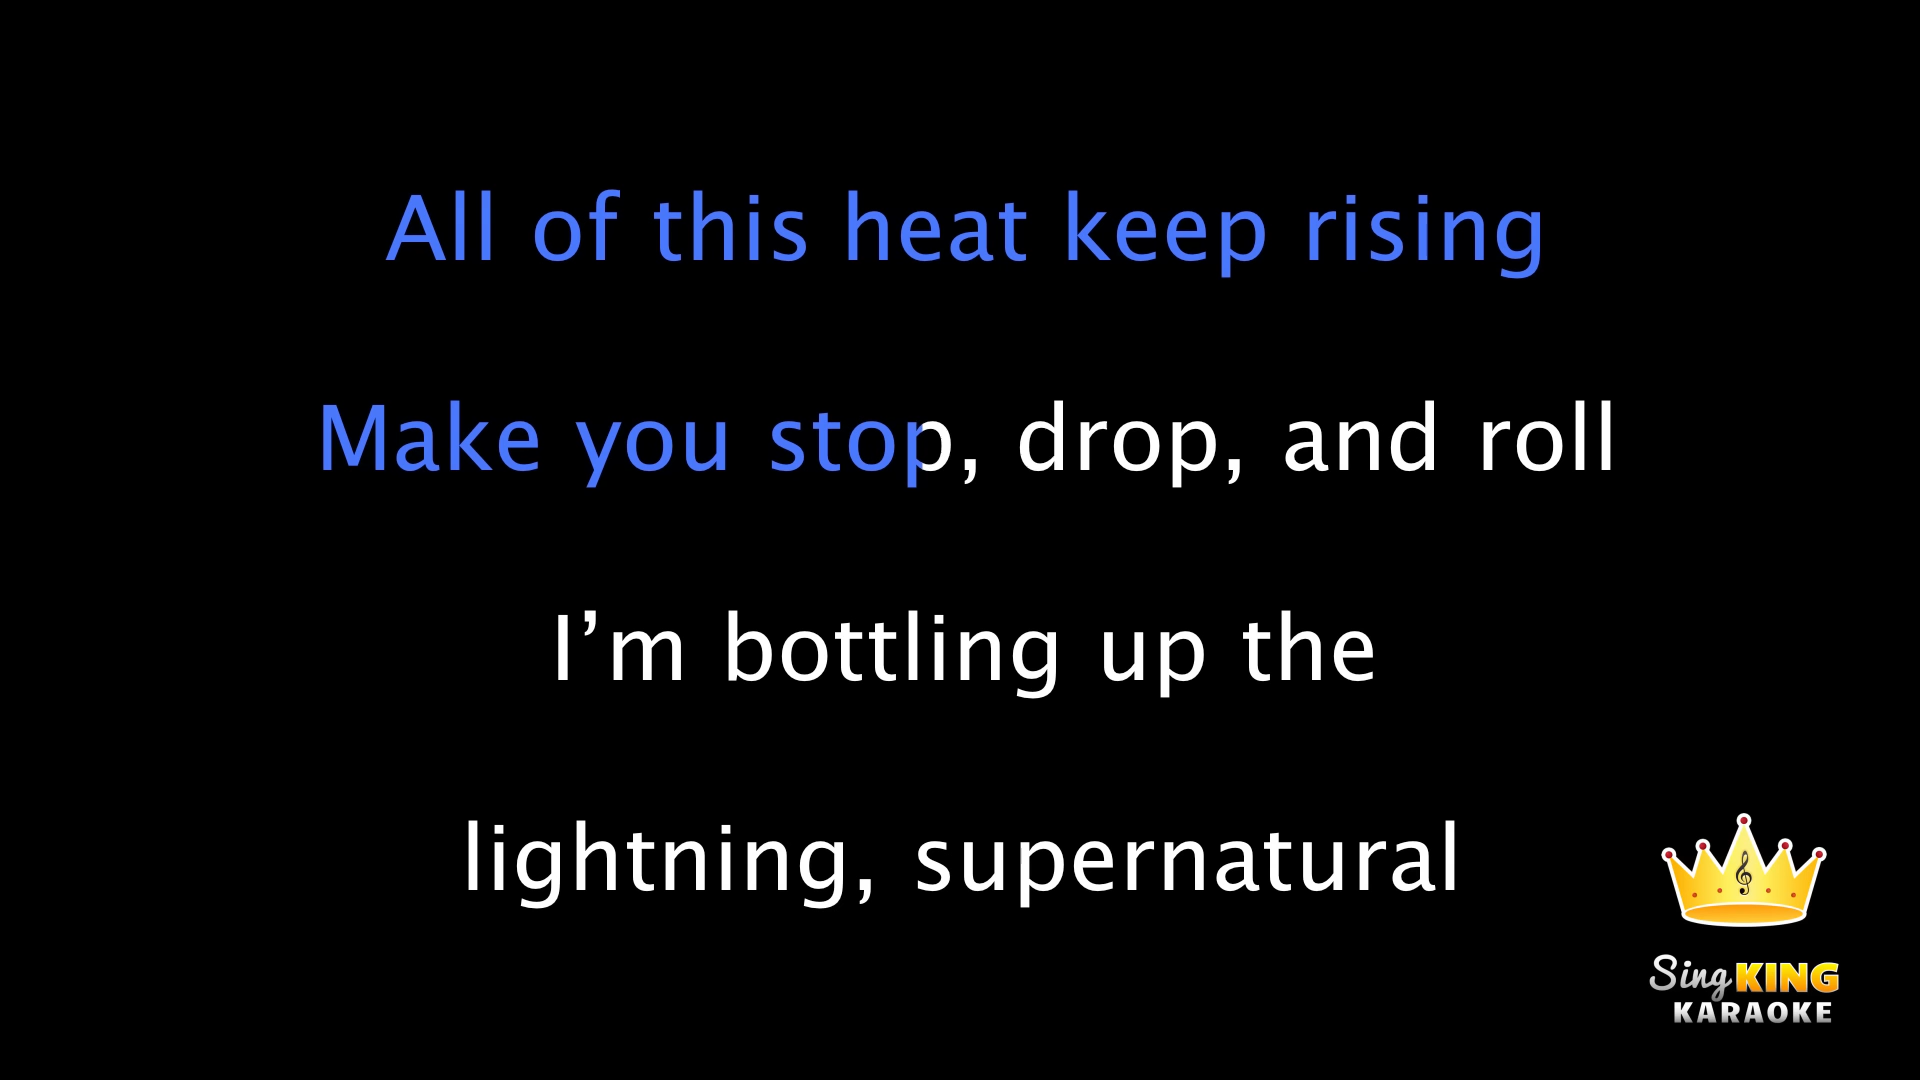 All of this heat keep rising
Make you stop, drop, and roll
I’m bottling up the
lightning, supernatural
Sing KING
KARAOKE